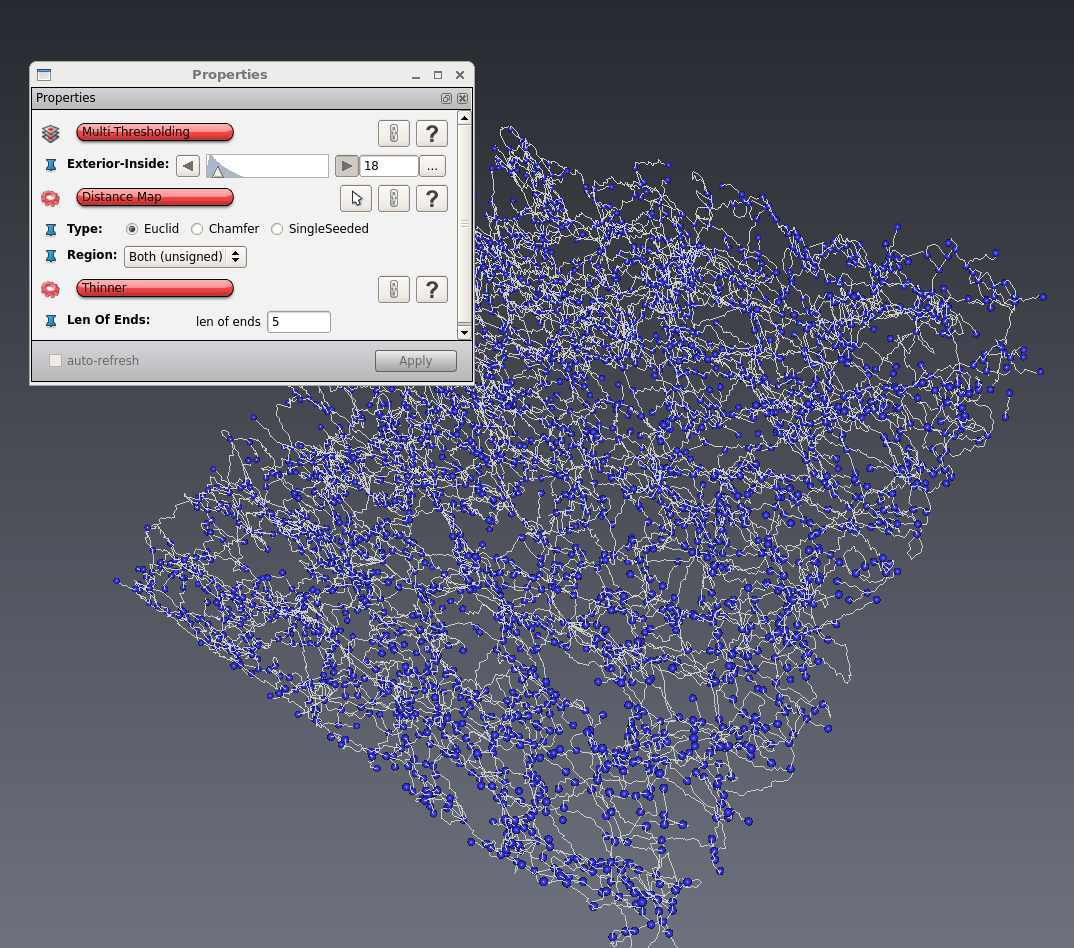 Properties
Properties
Multi-Thresholding
?
Exterior-Inside:
18
...
Distance Map
?
Type:
Euclid
Chamfer
SingleSeeded
Region:
Both (unsigned)
Thinner
?
Len Of Ends:
len of ends
5
auto-refresh
Apply